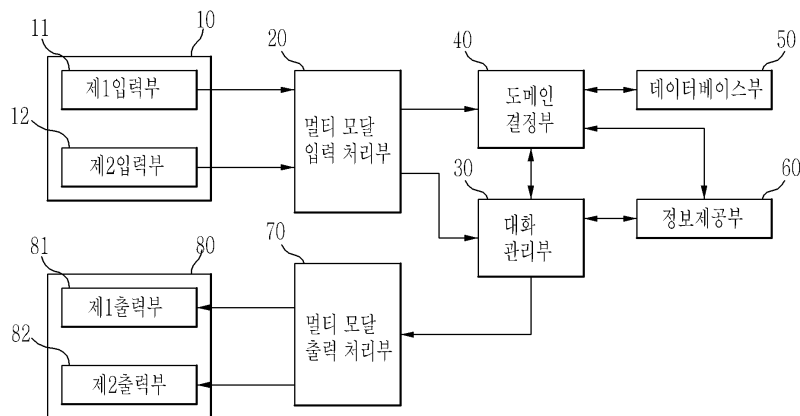 10
11
제1입력부
12
제2입력부
20
멀티 모달
입력 처리부
40
도메인
결정부
50
데이터베이스부
30
대화
관리부
60
정보제공부
80
81
제1출력부
82
제2출력부
70
멀티 모달
출력 처리부